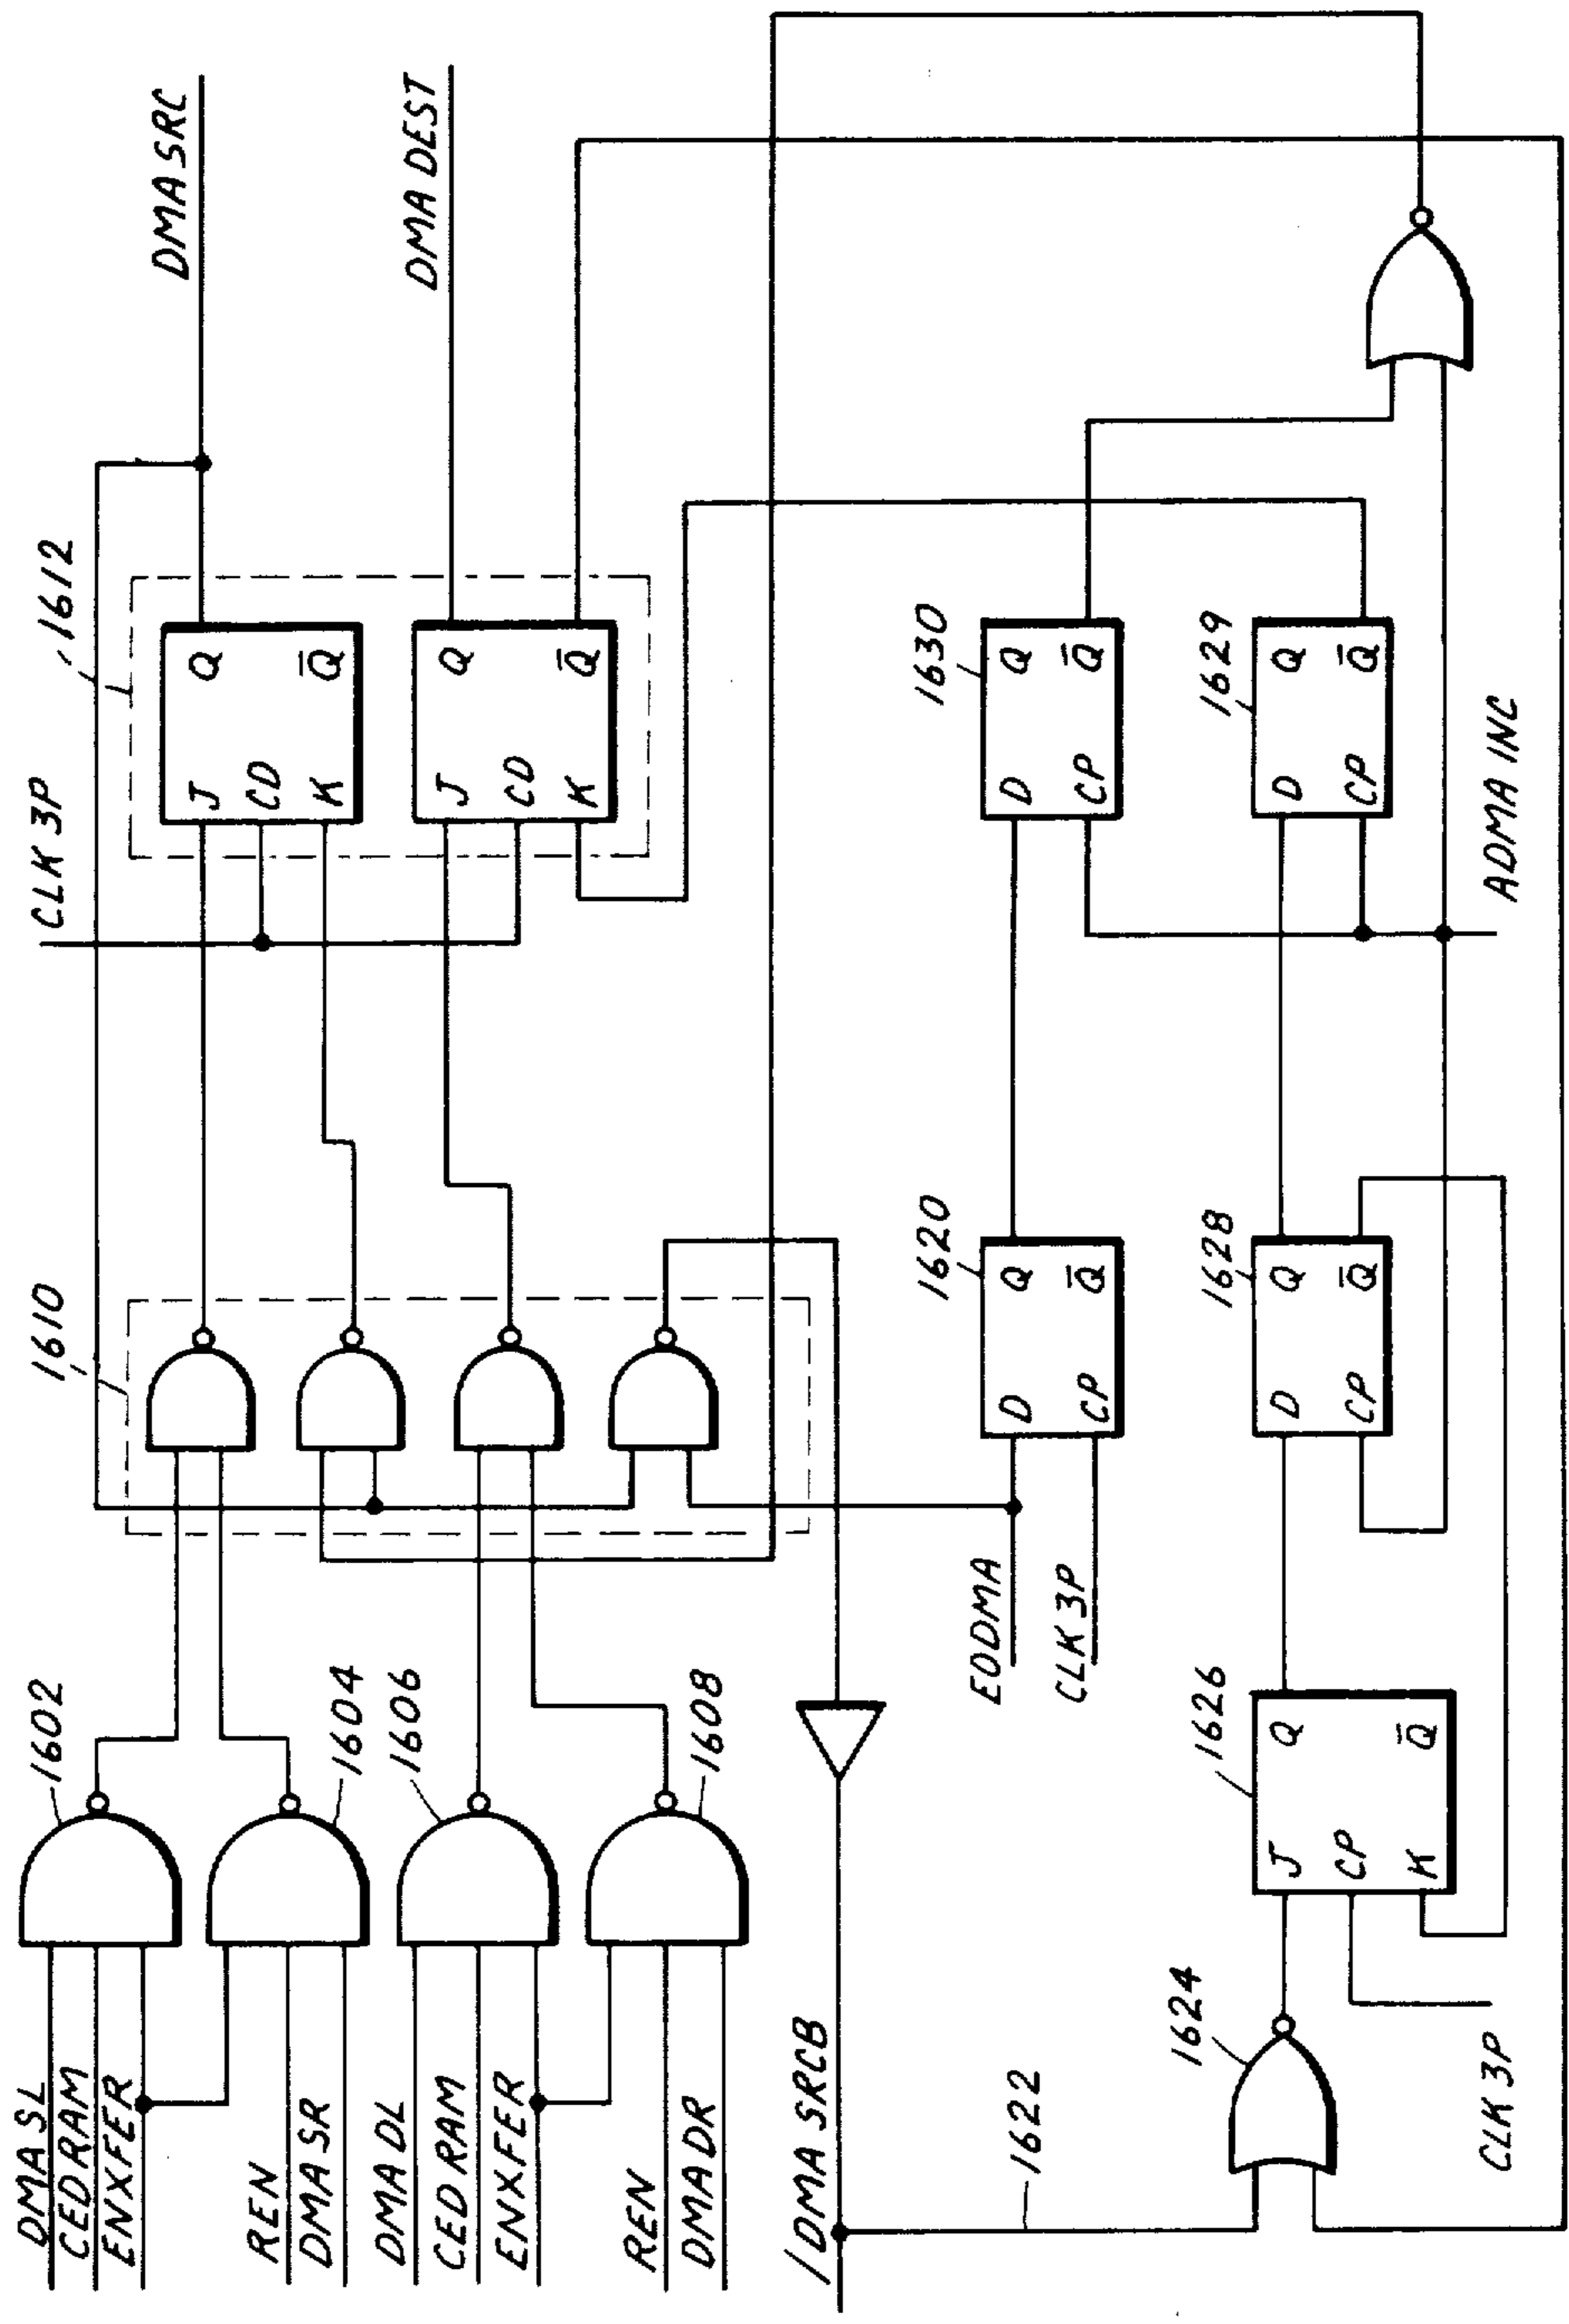 DMA SL
CED RAM
ENXFER
REN
DMA SR
DMA DL
CED RAM
ENXFER
REN
DMA DR
/DMA SRCB
1602
1604
1606
1608
1610
CLK 3P
1612
J Q
CD
K Q̅
J Q
CD
K Q̅
DMA SRC
DMA DEST
EODMA
CLK 3P
1620
D Q
CP Q̅
1630
D Q
CP Q̅
1622
1624
CLK 3P
1626
J Q
CP
K Q̅
1628
D Q
CP Q̅
1629
D Q
CP Q̅
ADMA INC